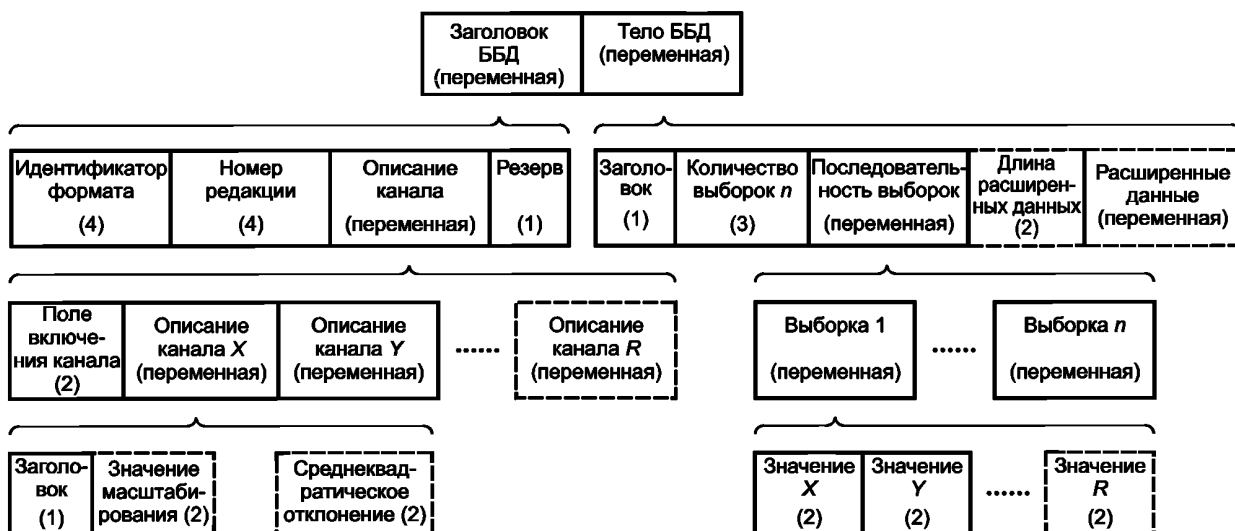 Заголовок
ББД
(переменная)
Тело ББД
(переменная)
Идентификатор
формата
(4)
Номер
редакции
(4)
Описание
канала
(переменная)
Резерв
(1)
Заголо-
вок
(1)
Количество
выборок n
(3)
Последователь-
ность выборок
(переменная)
Длина
расширен-
ных данных
(2)
Расширенные
данные
(переменная)
Поле
включе-
ния канала
(2)
Описание
канала X
(переменная)
Описание
канала Y
(переменная)
......
Описание
канала R
(переменная)
Выборка 1
(переменная)
......
Выборка n
(переменная)
Заголо-
вок
(1)
Значение
масштаби-
рования (2)
Среднеквад-
ратическое
отклонение (2)
Значение
X
(2)
Значение
Y
(2)
......
Значение
R
(2)